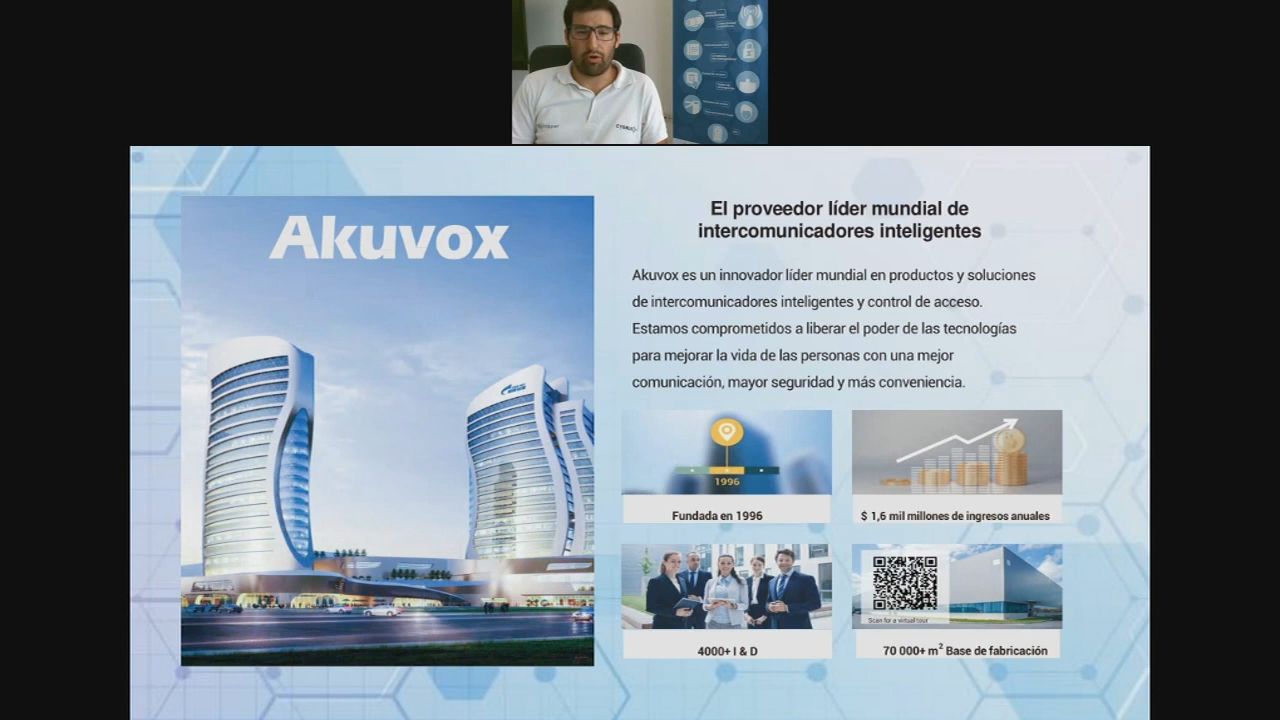 Akuvox
El proveedor líder mundial de
intercomunicadores inteligentes
Akuvox es un innovador líder mundial en productos y soluciones
de intercomunicadores inteligentes y control de acceso.
Estamos comprometidos a liberar el poder de las tecnologías
para mejorar la vida de las personas con una mejor
comunicación, mayor seguridad y más conveniencia.
1996
Fundada en 1996
$ 1,6 mil millones de ingresos anuales
Scan for a virtual tour
4000+ I & D
70 000+ m² Base de fabricación